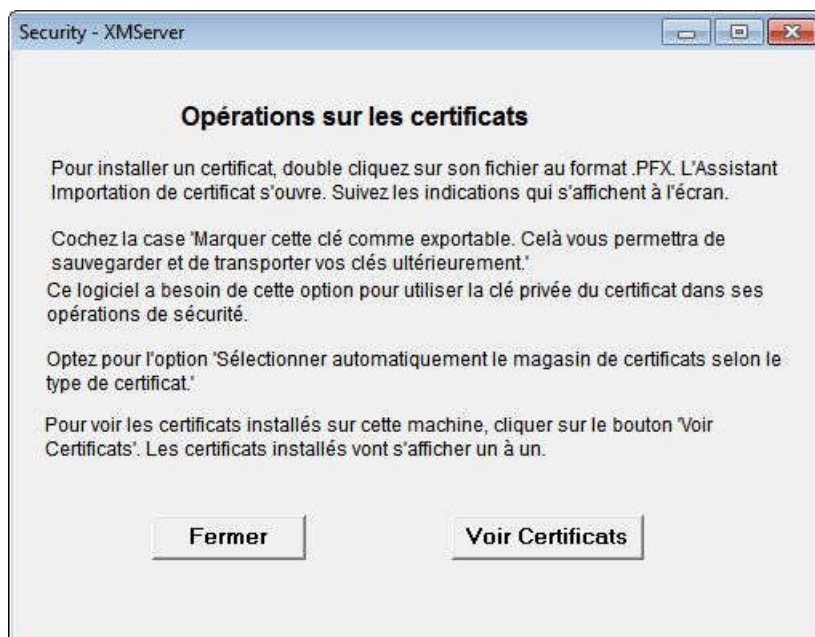 Security - XMServer
Opérations sur les certificats
Pour installer un certificat, double cliquez sur son fichier au format .PFX. L'Assistant
Importation de certificat s'ouvre. Suivez les indications qui s'affichent à l'écran.
Cochez la case 'Marquer cette clé comme exportable. Celà vous permettra de
sauvegarder et de transporter vos clés ultérieurement.'
Ce logiciel a besoin de cette option pour utiliser la clé privée du certificat dans ses
opérations de sécurité.
Optez pour l'option 'Sélectionner automatiquement le magasin de certificats selon le
type de certificat.'
Pour voir les certificats installés sur cette machine, cliquer sur le bouton 'Voir
Certificats'. Les certificats installés vont s'afficher un à un.
Fermer
Voir Certificats